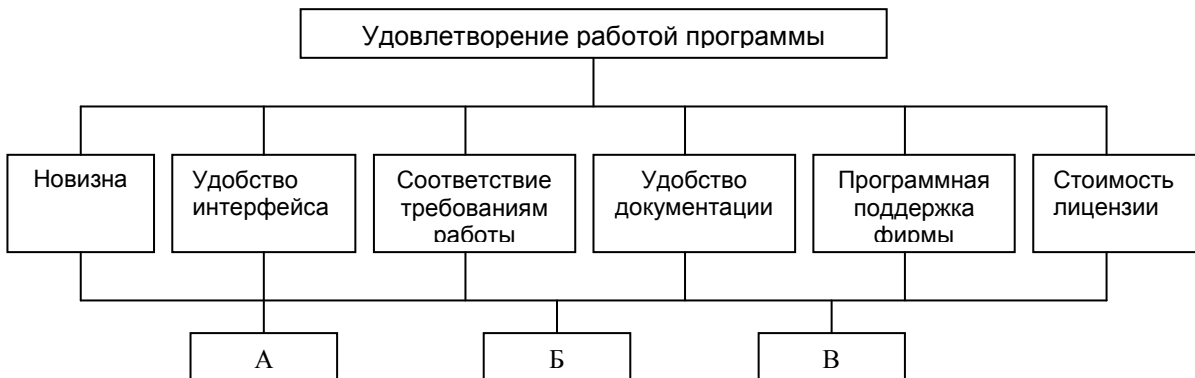 Удовлетворение работой программы
Новизна
Удобство
интерфейса
Соответствие
требованиям
работы
Удобство
документации
Программная
поддержка
фирмы
Стоимость
лицензии
А
Б
В